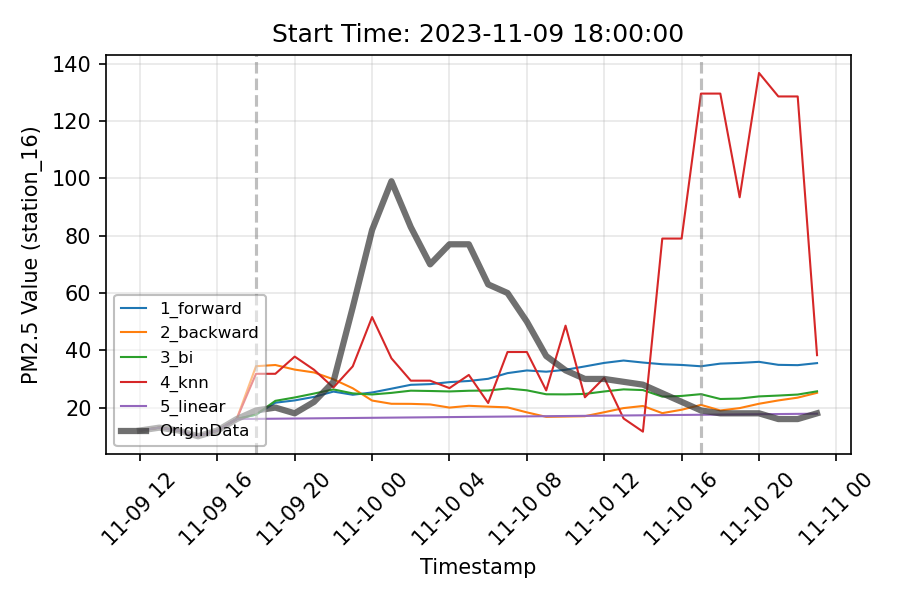 Start Time: 2023-11-09 18:00:00
PM2.5 Value (station_16)
140
120
100
80
60
40
20
1_forward
2_backward
3_bi
4_knn
5_linear
OriginData
11-09 12
11-09 16
11-09 20
11-10 00
11-10 04
11-10 08
11-10 12
11-10 16
11-10 20
11-11 00
Timestamp